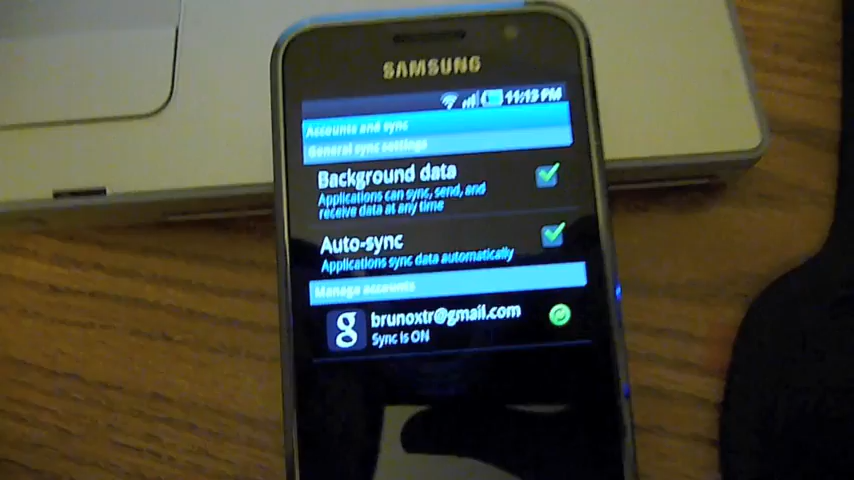 SAMSUNG
11:13 PM
Accounts and sync
General sync settings
Background data
Applications can sync, send, and
receive data at any time
Auto-sync
Applications sync data automatically
Manage accounts
g
brunoxtr@gmail.com
Sync is ON